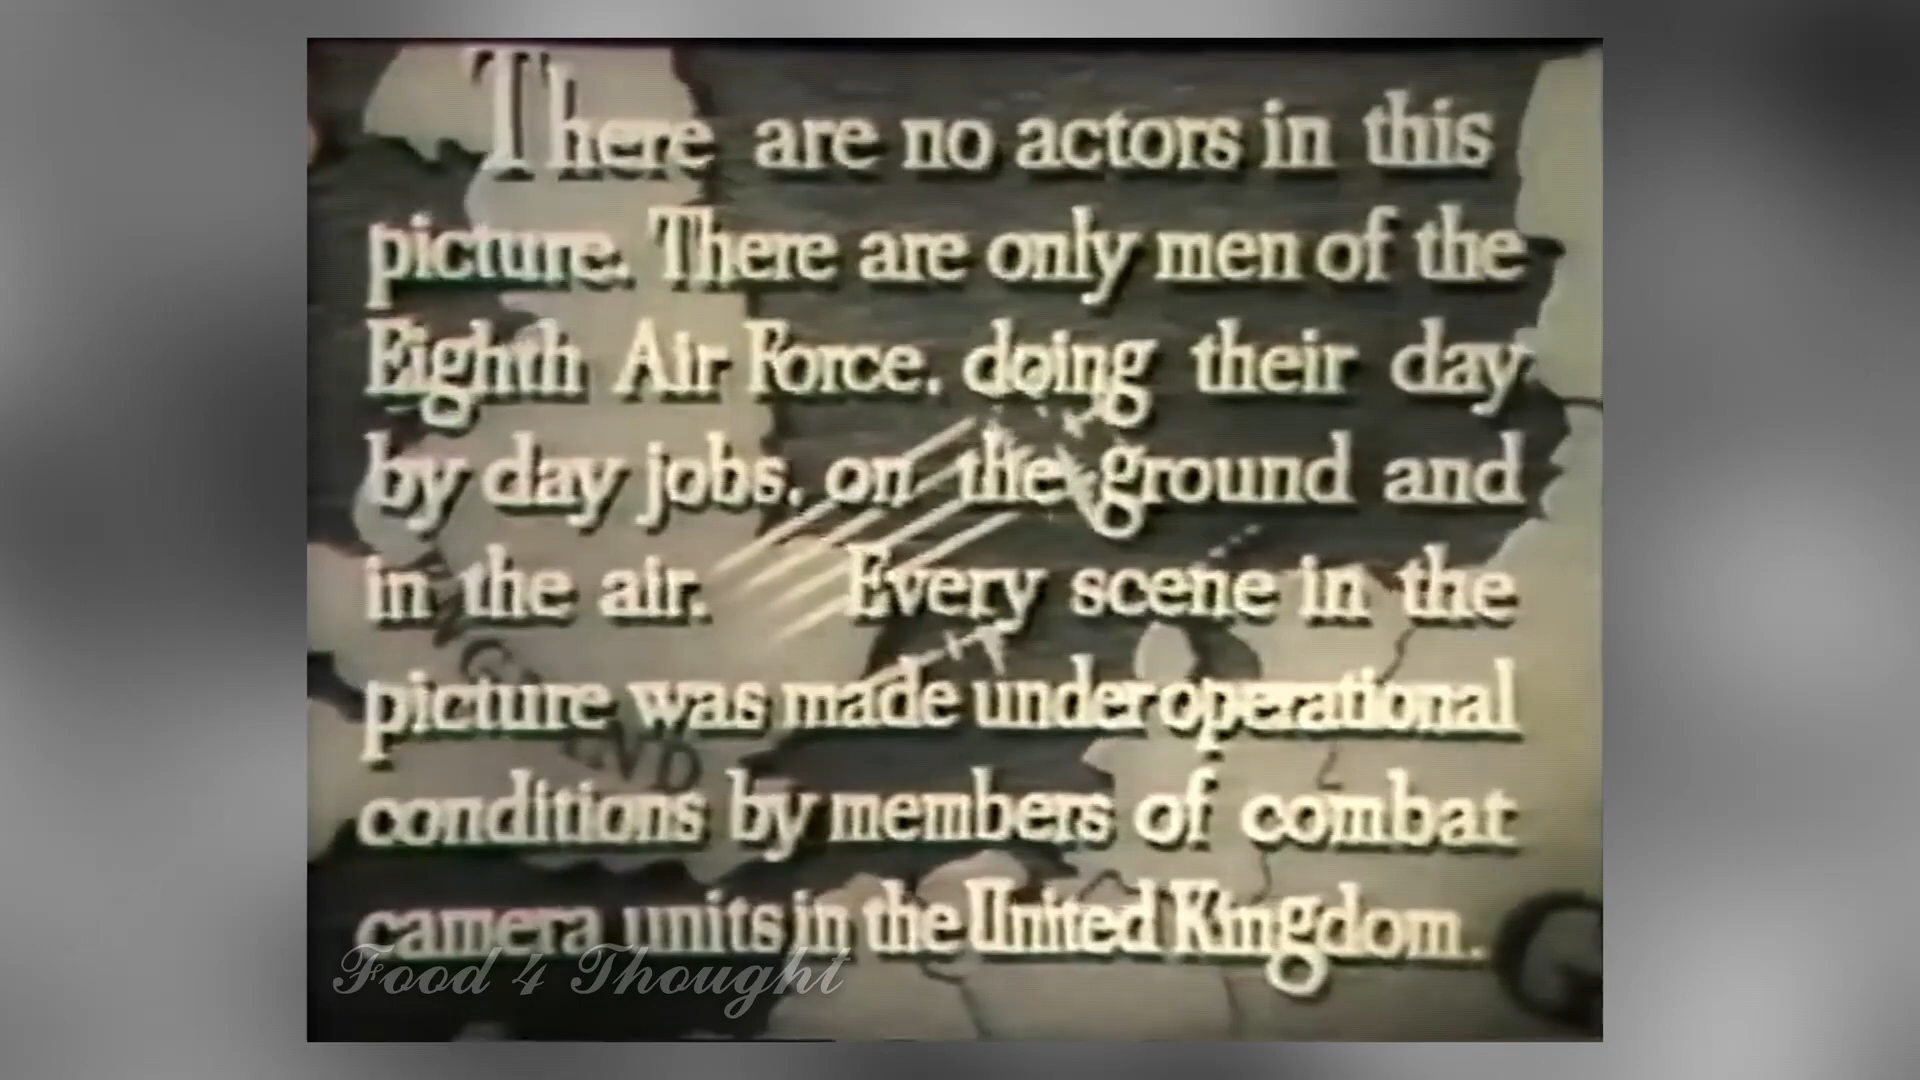 There are no actors in this
picture. There are only men of the
Eighth Air Force, doing their day
by day jobs, on the ground and
in the air. Every scene in the
picture was made under operational
conditions by members of combat
camera units in the United Kingdom.
ENGLAND
G
Food 4 Thought